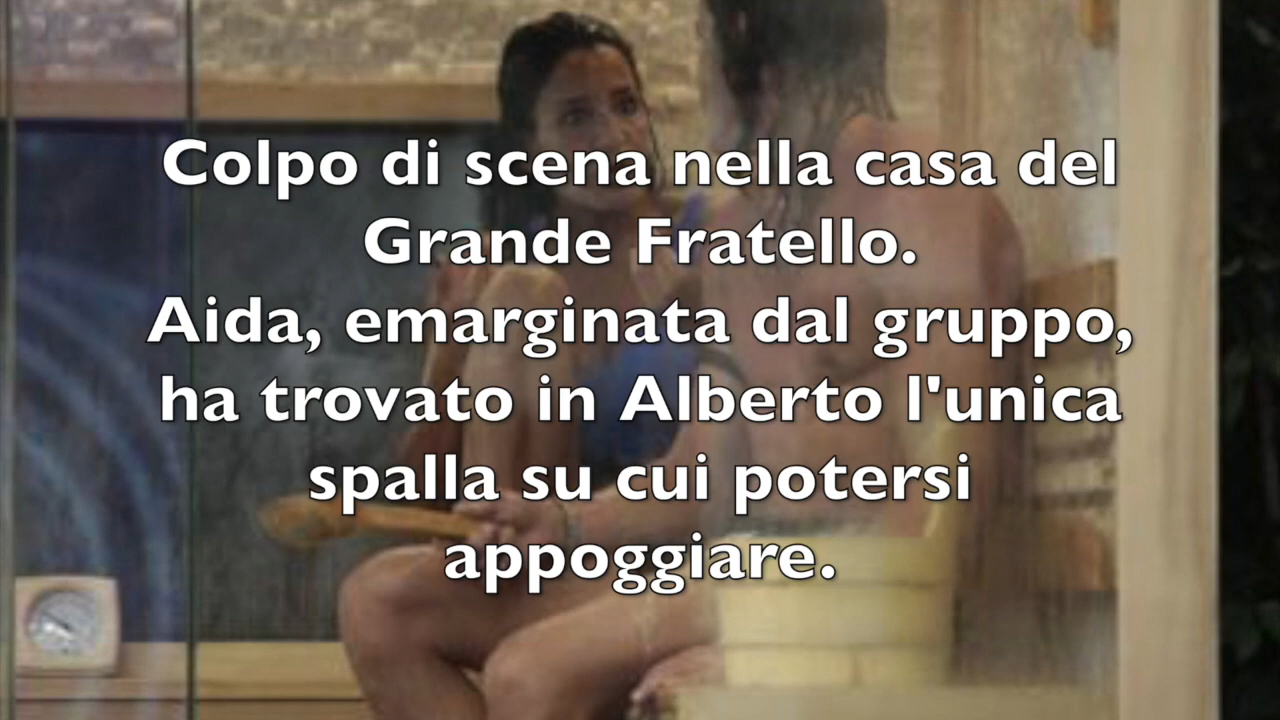 Colpo di scena nella casa del
Grande Fratello.
Aida, emarginata dal gruppo,
ha trovato in Alberto l'unica
spalla su cui potersi
appoggiare.